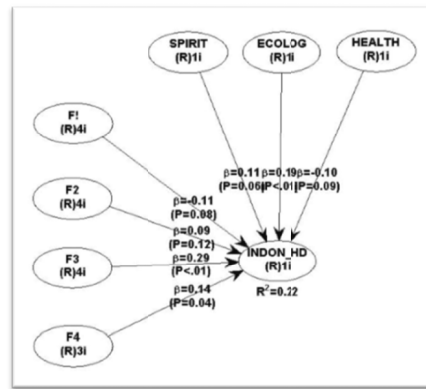 SPIRIT
(R)1i
ECOLOG
(R)1i
HEALTH
(R)1i
F!
(R)4i
F2
(R)4i
F3
(R)4i
F4
(R)3i
β=0.11
(P=0.06)
β=0.19
(P<.01)
β=-0.10
(P=0.09)
β=-0.11
(P=0.08)
β=0.09
(P=0.12)
β=0.29
(P<.01)
β=0.14
(P=0.04)
INDON_HD
(R)1i
R²=0.22